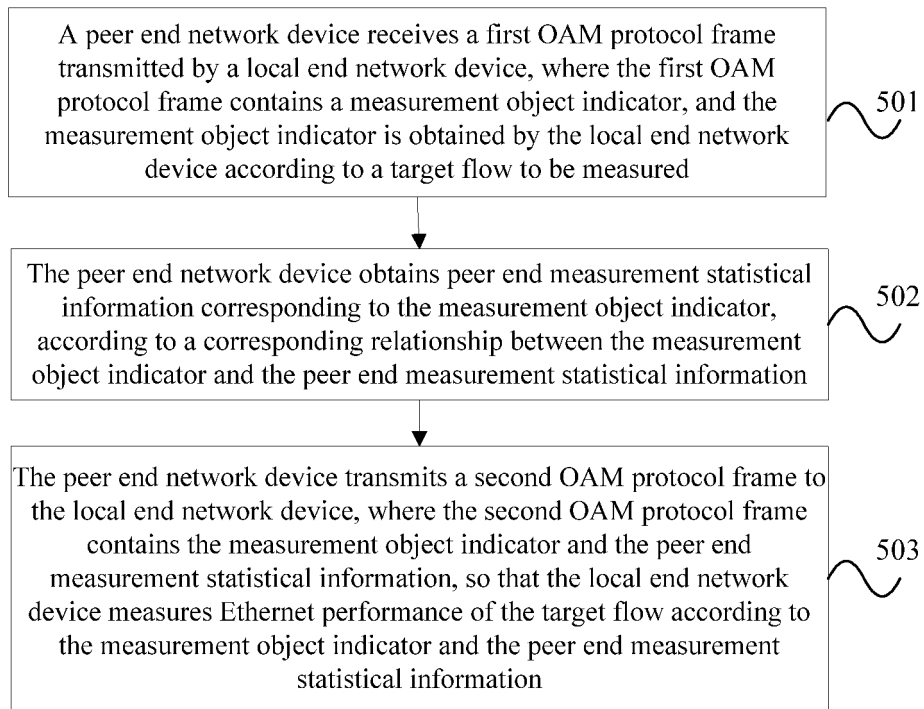 A peer end network device receives a first OAM protocol frame
transmitted by a local end network device, where the first OAM
protocol frame contains a measurement object indicator, and the
measurement object indicator is obtained by the local end network
device according to a target flow to be measured
501
The peer end network device obtains peer end measurement statistical
information corresponding to the measurement object indicator,
according to a corresponding relationship between the measurement
object indicator and the peer end measurement statistical information
502
The peer end network device transmits a second OAM protocol frame to
the local end network device, where the second OAM protocol frame
contains the measurement object indicator and the peer end
measurement statistical information, so that the local end network
device measures Ethernet performance of the target flow according to
the measurement object indicator and the peer end measurement
statistical information
503